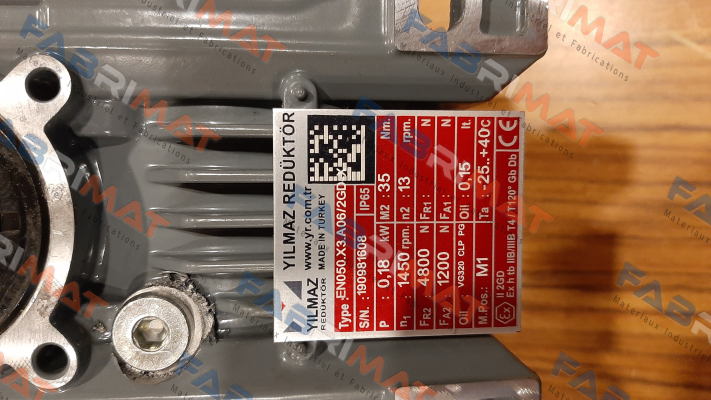 YILMAZ
REDÜKTÖR
YILMAZ REDÜKTÖR
www.yr.com.tr
MADE IN TURKEY
Type : EN050.X3.A06/2GD
S/N. : 190981608 IP65
P : 0,18 kW M2 : 35 Nm.
n1 : 1450 rpm. n2 : 13 rpm.
FR2 : 4800 N FR1 : N
FA2 : 1200 N FA1 : N
Oil : VG320 CLP PG Oil : 0,15 lt.
M.Pos.: M1 Ta : -25..+40C
II 2GD
Ex h tb IIB/IIIB T4/T120° Gb Db
Ex
CE
FABRIMAT
Materiaux Industriel et Fabrications